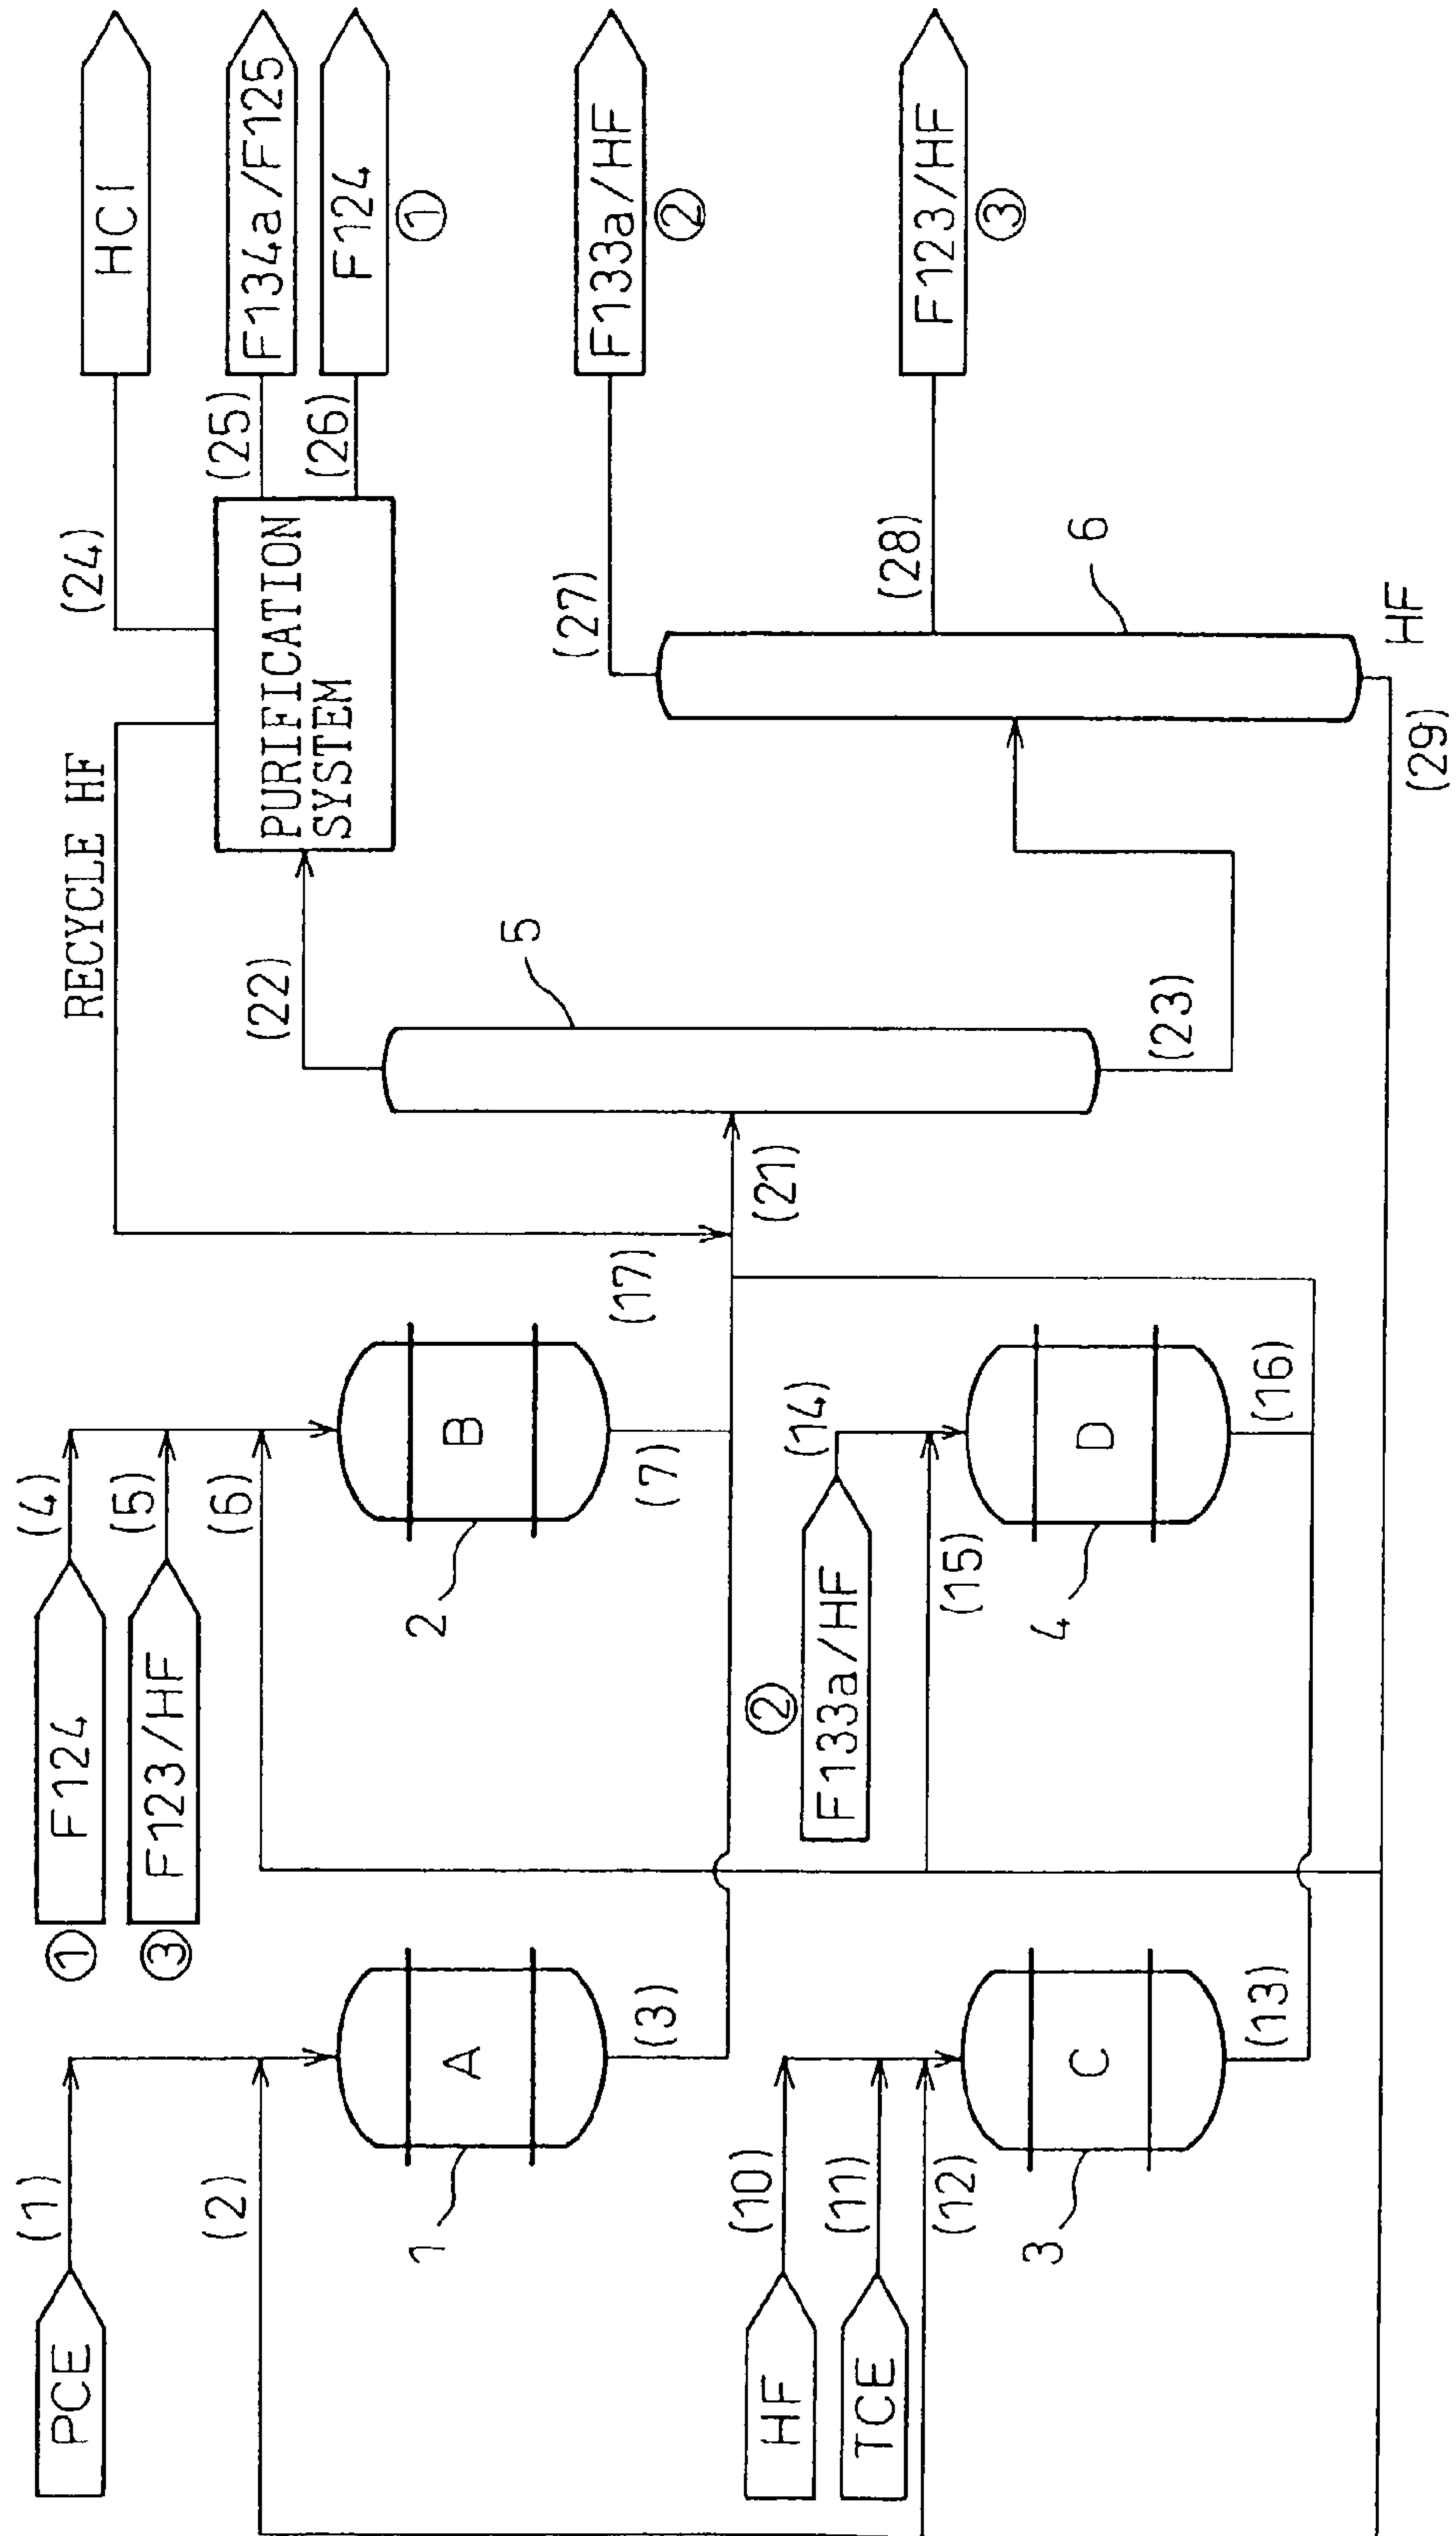 PCE
(1)
(2)
A
1
(3)
① F124
(4)
③ F123/HF
(5)
(6)
B
2
(7)
(17)
HF
(10)
TCE
(11)
(12)
C
3
(13)
② F133a/HF
(14)
(15)
D
4
(16)
(21)
5
(22)
(23)
RECYCLE HF
PURIFICATION
SYSTEM
(24)
HCl
(25)
F134a/F125
(26)
F124
①
(27)
F133a/HF
②
(28)
F123/HF
③
6
HF
(29)